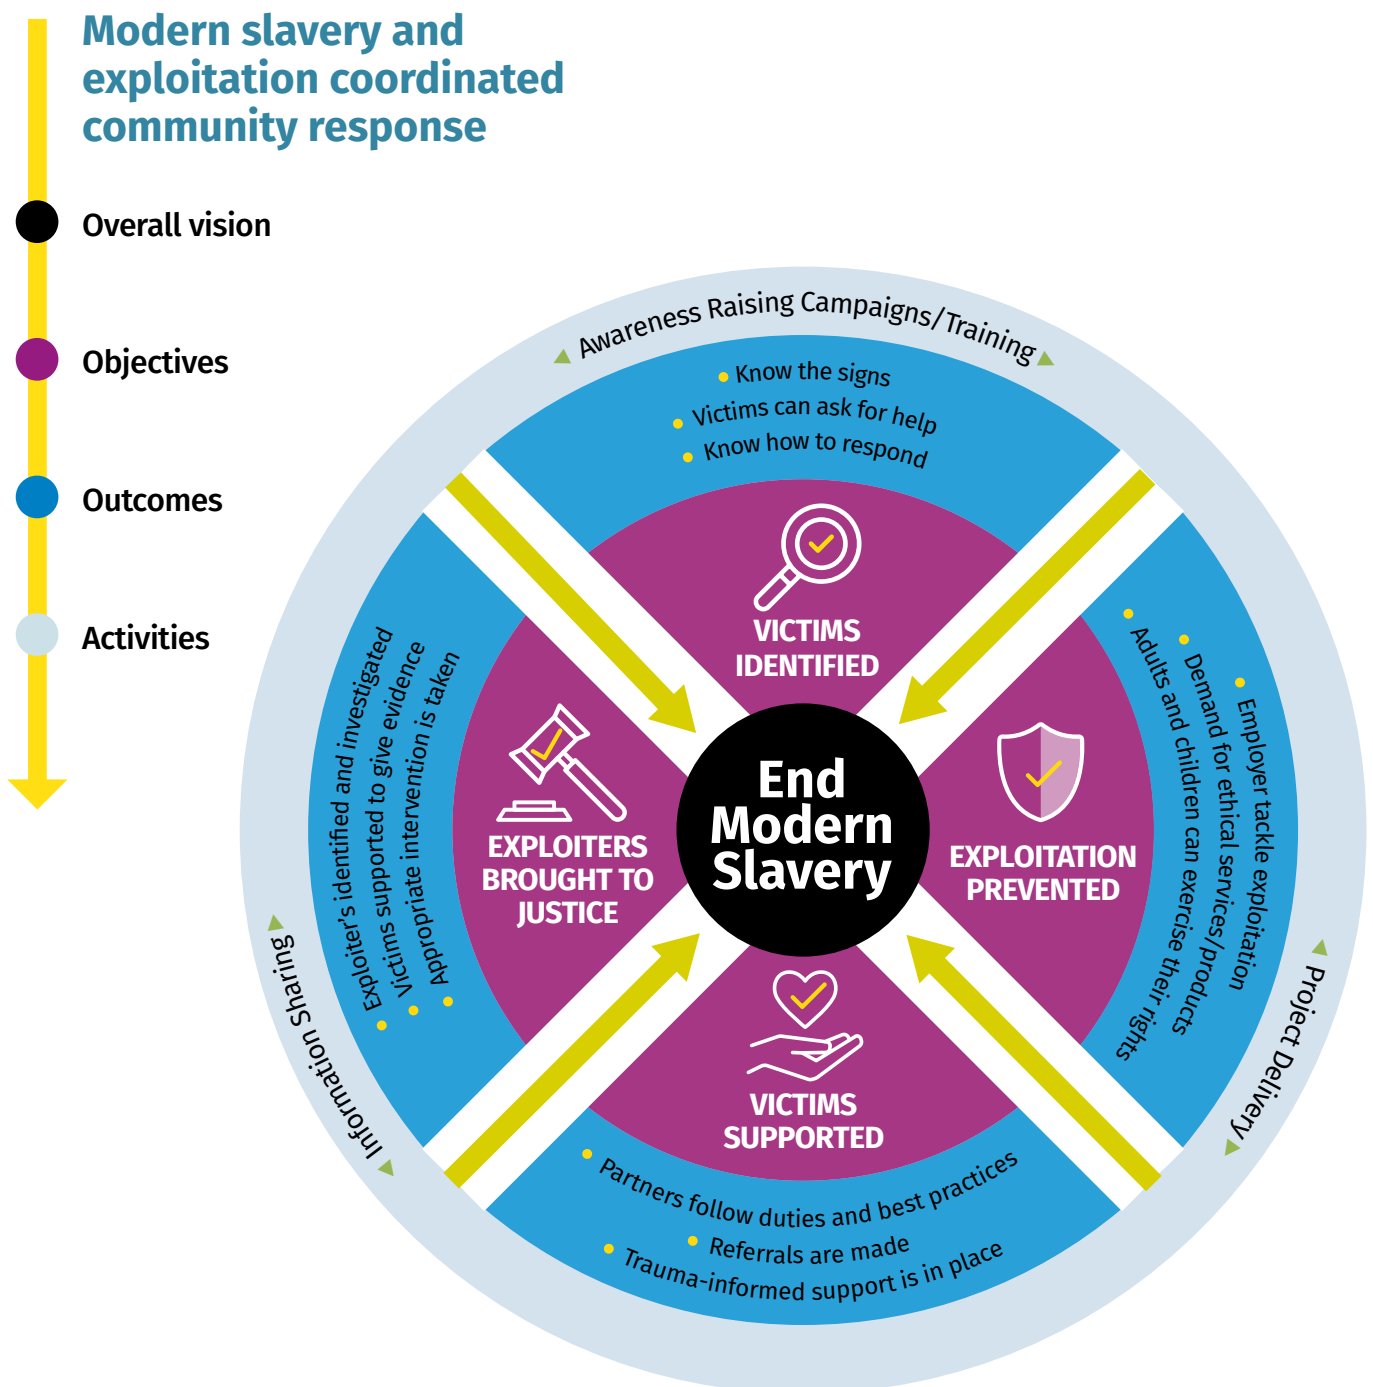 Modern slavery and
exploitation coordinated
community response
Overall vision
Objectives
Outcomes
Activities
Awareness Raising Campaigns/Training
Know the signs
Victims can ask for help
Know how to respond
VICTIMS
IDENTIFIED
Employer tackle exploitation
Demand for ethical services/products
Adults and children can exercise their rights
EXPLOITATION
PREVENTED
End
Modern
Slavery
Exploiter's identified and investigated
Victims supported to give evidence
Appropriate intervention is taken
EXPLOITERS
BROUGHT TO
JUSTICE
VICTIMS
SUPPORTED
Partners follow duties and best practices
Referrals are made
Trauma-informed support is in place
Information Sharing
Project Delivery